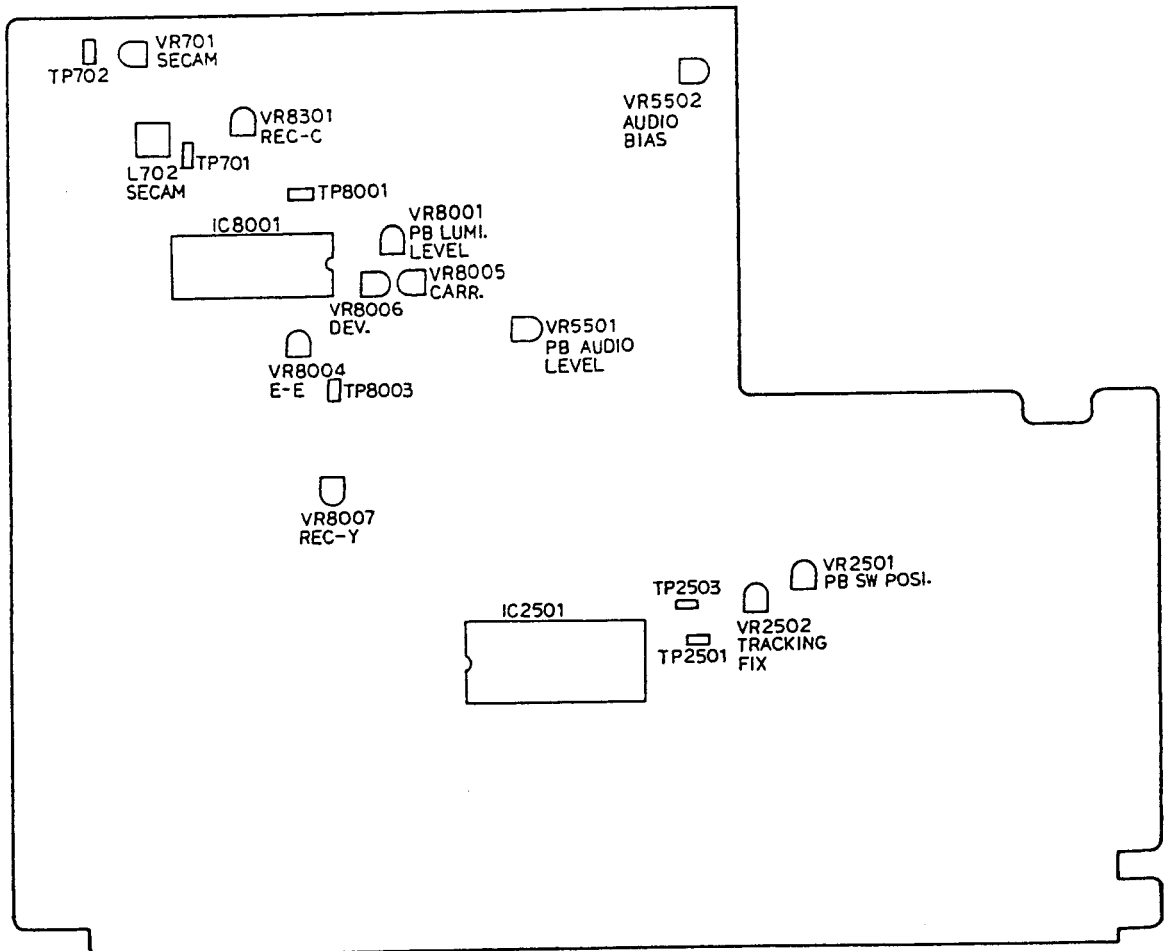 VR701
SECAM
TP702
VR5502
AUDIO
BIAS
VR8301
REC-C
TP701
L702
SECAM
TP8001
IC8001
VR8001
PB LUMI.
LEVEL
VR8005
CARR.
VR8006
DEV.
VR5501
PB AUDIO
LEVEL
VR8004
E-E
TP8003
VR8007
REC-Y
VR2501
PB SW POSI.
TP2503
IC2501
VR2502
TRACKING
FIX
TP2501